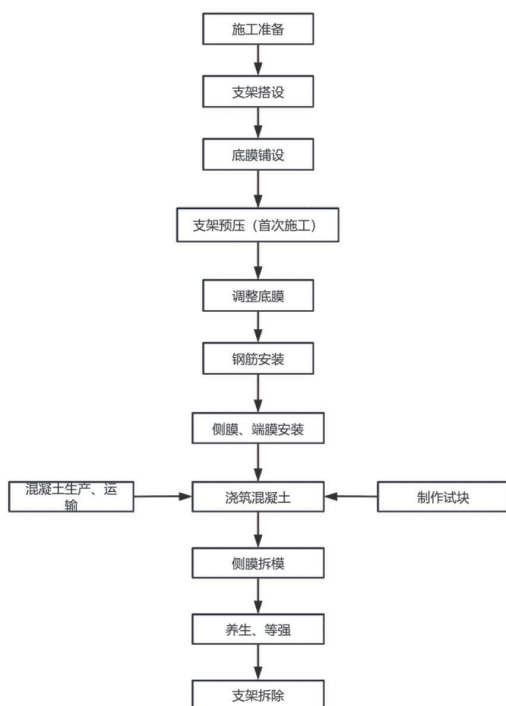 施工准备
支架搭设
底膜铺设
支架预压（首次施工）
调整底膜
钢筋安装
侧膜、端膜安装
混凝土生产、运
输
浇筑混凝土
制作试块
侧膜拆模
养生、等强
支架拆除